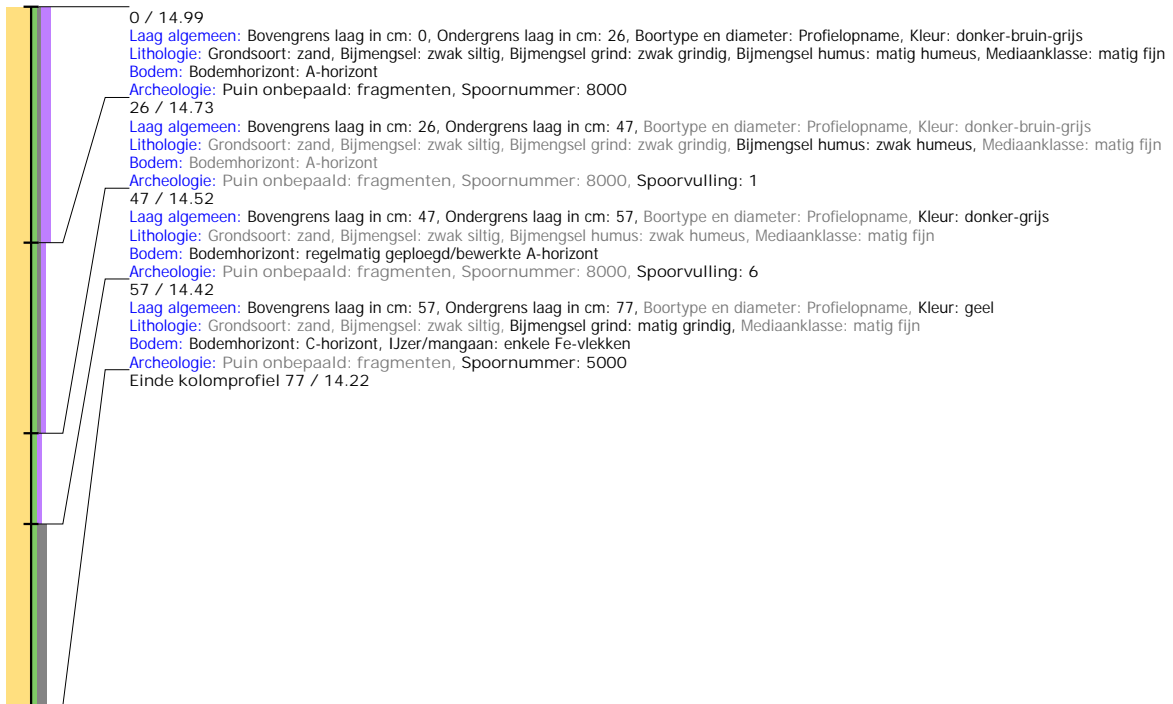 0 / 14.99
Laag algemeen: Bovengrens laag in cm: 0, Ondergrens laag in cm: 26, Boortype en diameter: Profielopname, Kleur: donker-bruin-grijs
Lithologie: Grondsoort: zand, Bijmengsel: zwak siltig, Bijmengsel grind: zwak grindig, Bijmengsel humus: matig humeus, Mediaanklasse: matig fijn
Bodem: Bodemhorizont: A-horizont
Archeologie: Puin onbepaald: fragmenten, Spoornummer: 8000
26 / 14.73
Laag algemeen: Bovengrens laag in cm: 26, Ondergrens laag in cm: 47, Boortype en diameter: Profielopname, Kleur: donker-bruin-grijs
Lithologie: Grondsoort: zand, Bijmengsel: zwak siltig, Bijmengsel grind: zwak grindig, Bijmengsel humus: zwak humeus, Mediaanklasse: matig fijn
Bodem: Bodemhorizont: A-horizont
Archeologie: Puin onbepaald: fragmenten, Spoornummer: 8000, Spoorvulling: 1
47 / 14.52
Laag algemeen: Bovengrens laag in cm: 47, Ondergrens laag in cm: 57, Boortype en diameter: Profielopname, Kleur: donker-grijs
Lithologie: Grondsoort: zand, Bijmengsel: zwak siltig, Bijmengsel humus: zwak humeus, Mediaanklasse: matig fijn
Bodem: Bodemhorizont: regelmatig geploegd/bewerkte A-horizont
Archeologie: Puin onbepaald: fragmenten, Spoornummer: 8000, Spoorvulling: 6
57 / 14.42
Laag algemeen: Bovengrens laag in cm: 57, Ondergrens laag in cm: 77, Boortype en diameter: Profielopname, Kleur: geel
Lithologie: Grondsoort: zand, Bijmengsel: zwak siltig, Bijmengsel grind: matig grindig, Mediaanklasse: matig fijn
Bodem: Bodemhorizont: C-horizont, IJzer/mangaan: enkele Fe-vlekken
Archeologie: Puin onbepaald: fragmenten, Spoornummer: 5000
Einde kolomprofiel 77 / 14.22